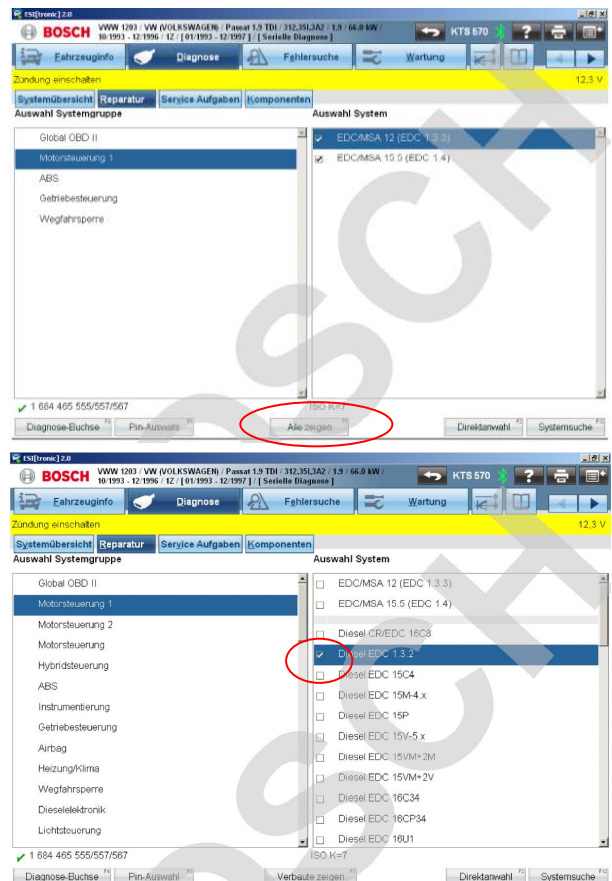 ESI[tronic] 2.0
BOSCH VWW 1203 / VW (VOLKSWAGEN) / Passat 1.9 TDI / 312,35I,3A2 / 1.9 / 66.0 kW /
10/1993 - 12/1996 / 1Z / [ 01/1993 - 12/1997 ] / [ Serielle Diagnose ]
KTS 570 ?
Fahrzeuginfo Diagnose Fehlersuche Wartung
Zündung einschalten 12,3 V
Systemübersicht Reparatur Service Aufgaben Komponenten
Auswahl Systemgruppe Auswahl System
Global OBD II EDC/MSA 12 (EDC 1.3.3)
Motorsteuerung 1 EDC/MSA 15.5 (EDC 1.4)
ABS
Getriebesteuerung
Wegfahrsperre
1 684 465 555/557/567 ISO K=7
Diagnose-Buchse Pin-Auswahl Alle zeigen Direktanwahl Systemsuche
ESI[tronic] 2.0
BOSCH VWW 1203 / VW (VOLKSWAGEN) / Passat 1.9 TDI / 312,35I,3A2 / 1.9 / 66.0 kW /
10/1993 - 12/1996 / 1Z / [ 01/1993 - 12/1997 ] / [ Serielle Diagnose ]
KTS 570 ?
Fahrzeuginfo Diagnose Fehlersuche Wartung
Zündung einschalten 12,3 V
Systemübersicht Reparatur Service Aufgaben Komponenten
Auswahl Systemgruppe Auswahl System
Global OBD II EDC/MSA 12 (EDC 1.3.3)
Motorsteuerung 1 EDC/MSA 15.5 (EDC 1.4)
Motorsteuerung 2
Motorsteuerung Diesel CR/EDC 16C8
Hybridsteuerung Diesel EDC 1.3.2
ABS Diesel EDC 15C4
Instrumentierung Diesel EDC 15M-4.x
Getriebesteuerung Diesel EDC 15P
Airbag Diesel EDC 15V-5.x
Heizung/Klima Diesel EDC 15VM+2M
Wegfahrsperre Diesel EDC 15VM+2V
Dieselelektronik Diesel EDC 16C34
Lichtsteuerung Diesel EDC 16CP34
Diesel EDC 16U1
1 684 465 555/557/567 ISO K=7
Diagnose-Buchse Pin-Auswahl Verbaute zeigen Direktanwahl Systemsuche